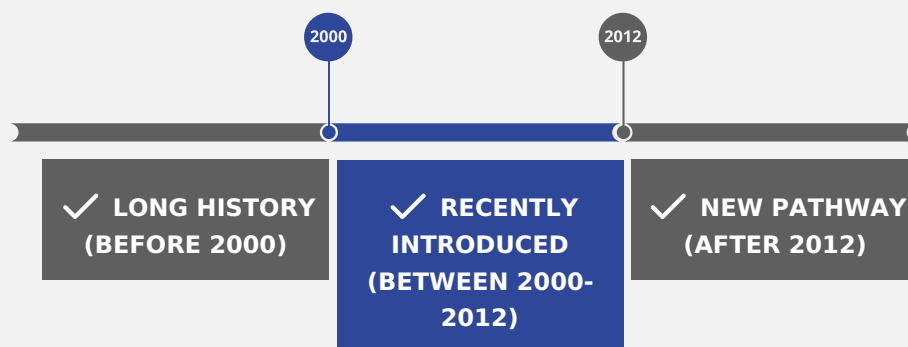 2000
2012
LONG HISTORY
(BEFORE 2000)
RECENTLY
INTRODUCED
(BETWEEN 2000-
2012)
NEW PATHWAY
(AFTER 2012)